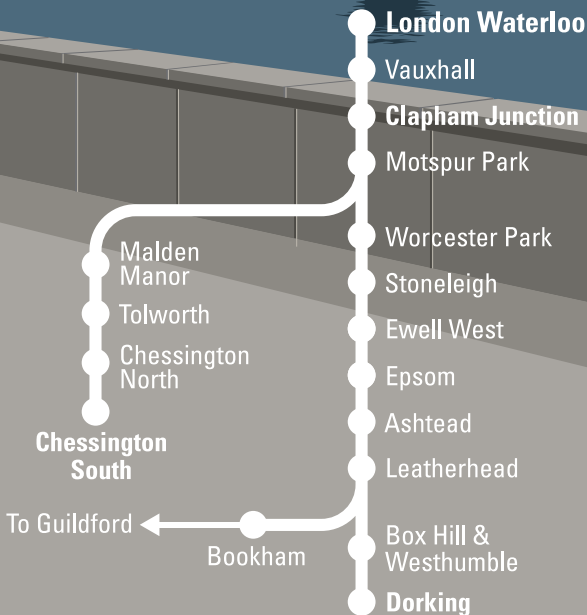 London Waterloo
Vauxhall
Clapham Junction
Motspur Park
Worcester Park
Malden
Manor
Stoneleigh
Tolworth
Ewell West
Chessington
North
Epsom
Ashtead
Chessington
South
Leatherhead
To Guildford
Bookham
Box Hill &
Westhumble
Dorking